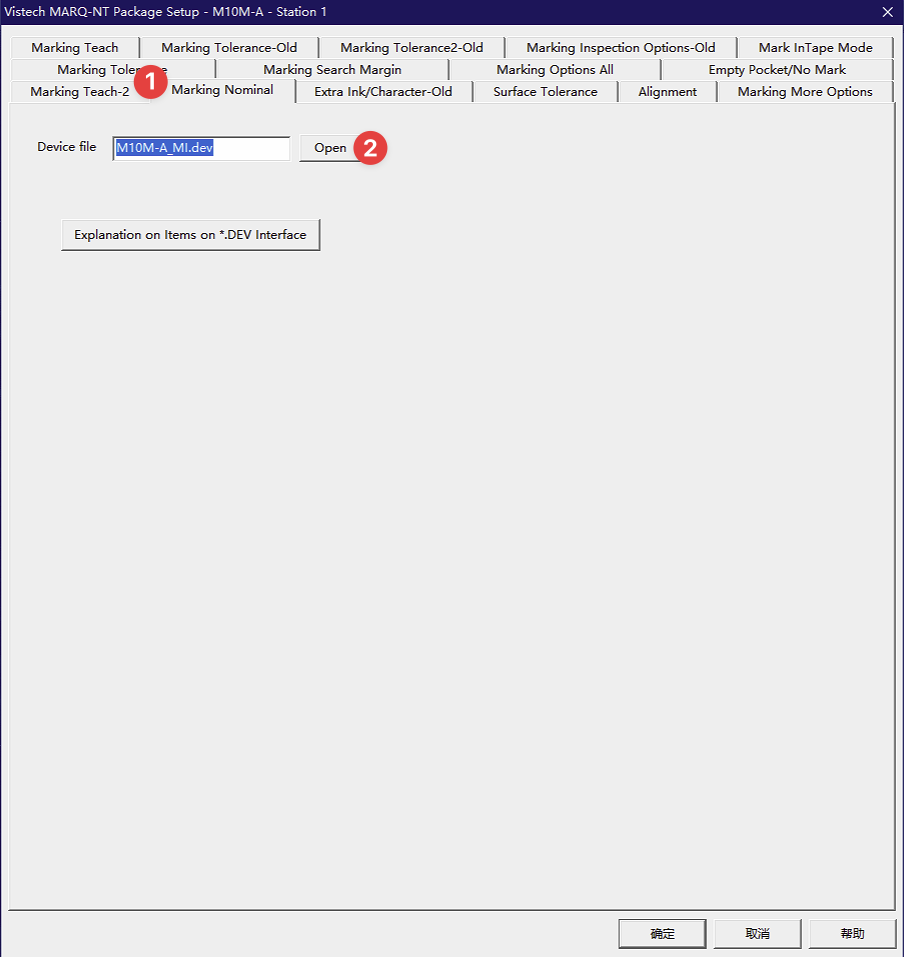 Vistech MARQ-NT Package Setup - M10M-A - Station 1
Marking Teach Marking Tolerance-Old Marking Tolerance2-Old Marking Inspection Options-Old Mark InTape Mode
Marking Tolerance Marking Search Margin Marking Options All Empty Pocket/No Mark
Marking Teach-2 1 Marking Nominal Extra Ink/Character-Old Surface Tolerance Alignment Marking More Options
Device file M10M-A_MI.dev Open 2
Explanation on Items on *.DEV Interface
确定 取消 帮助